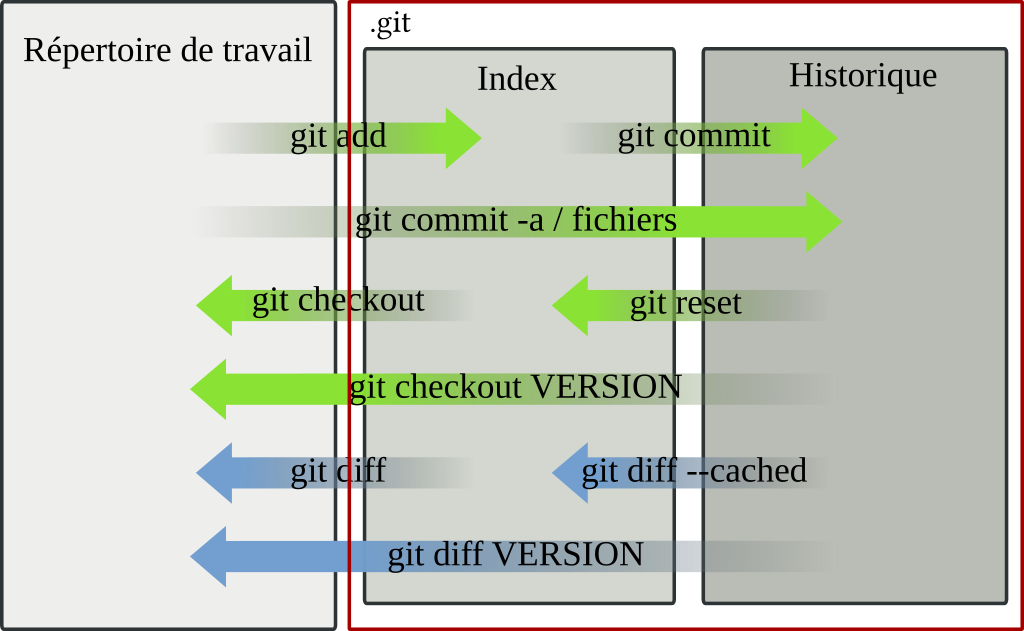 .git
Répertoire de travail
Index
Historique
git add
git commit
git commit -a / fichiers
git checkout
git reset
git checkout VERSION
git diff
git diff --cached
git diff VERSION